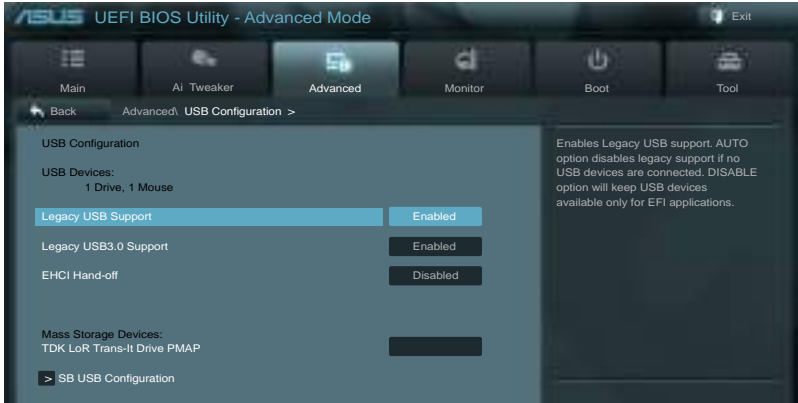 ASUS UEFI BIOS Utility - Advanced Mode
Exit
Main
Ai Tweaker
Advanced
Monitor
Boot
Tool
Back
Advanced\ USB Configuration >
USB Configuration
USB Devices:
1 Drive, 1 Mouse
Legacy USB Support Enabled
Legacy USB3.0 Support Enabled
EHCI Hand-off Disabled
Mass Storage Devices:
TDK LoR Trans-It Drive PMAP
> SB USB Configuration
Enables Legacy USB support. AUTO
option disables legacy support if no
USB devices are connected. DISABLE
option will keep USB devices
available only for EFI applications.